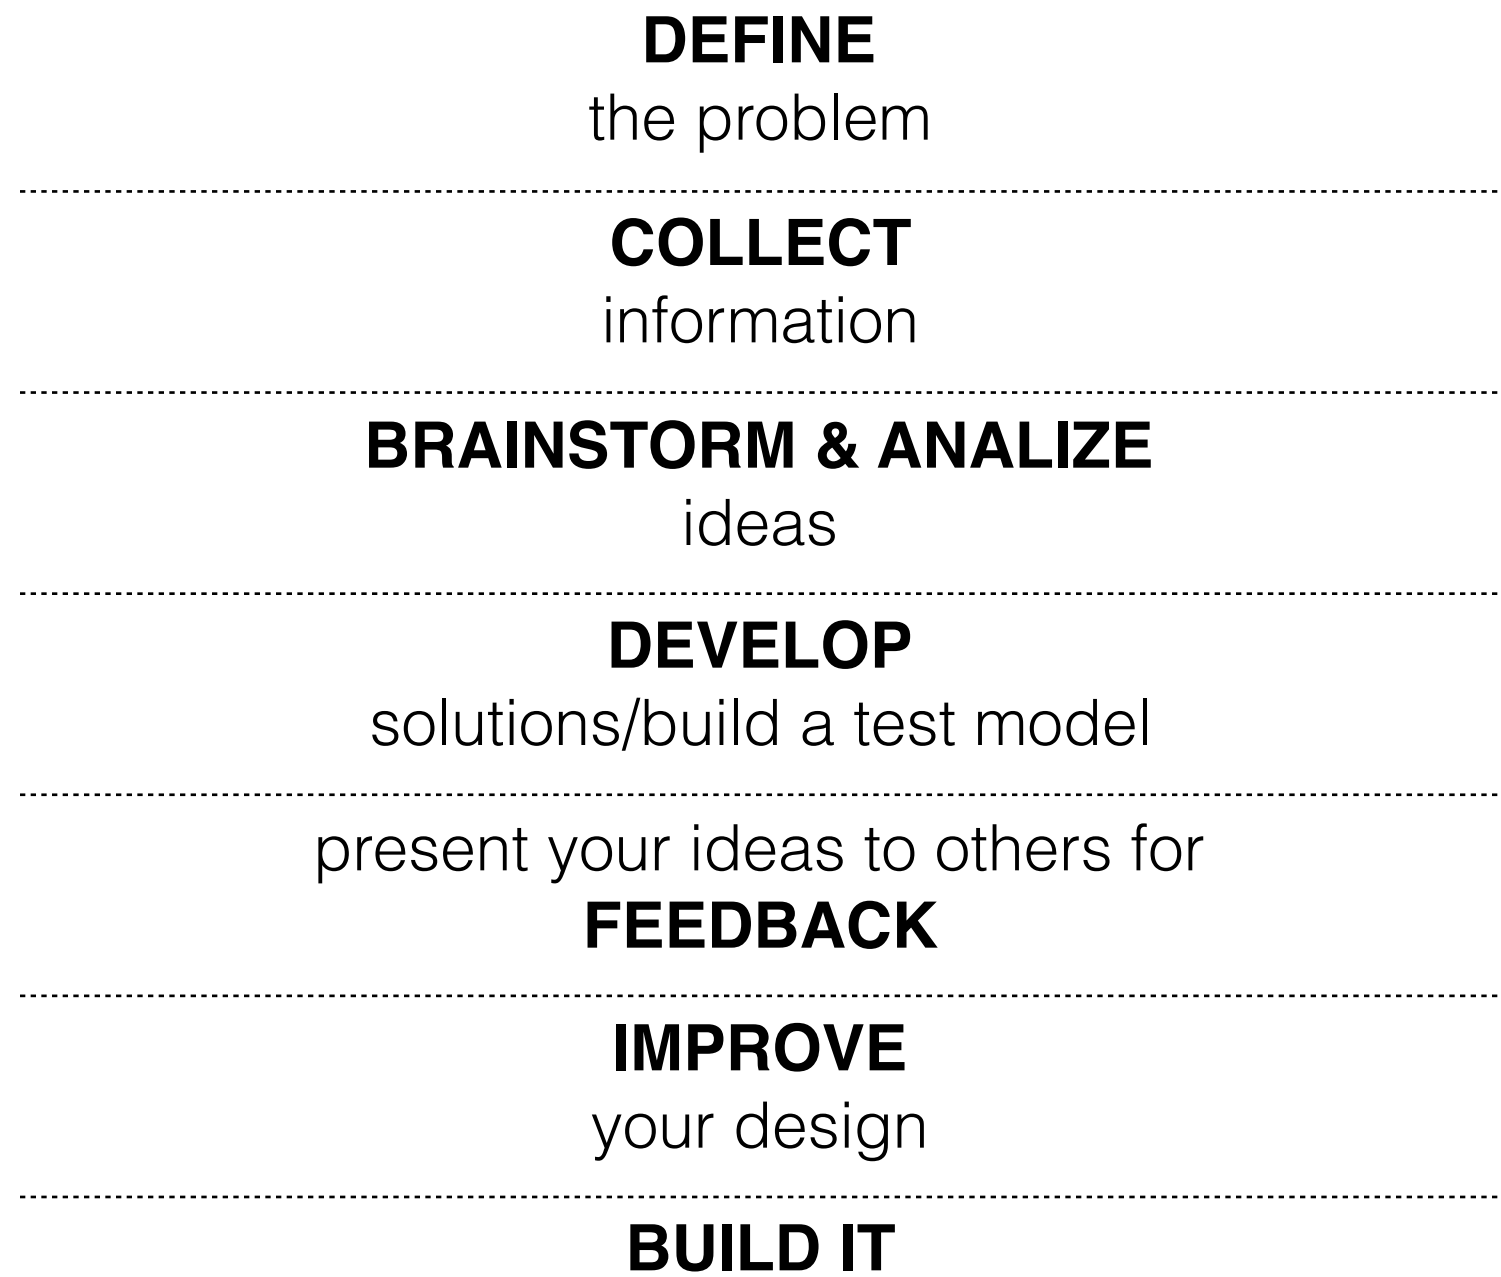 DEFINE
the problem
COLLECT
information
BRAINSTORM & ANALIZE
ideas
DEVELOP
solutions/build a test model
present your ideas to others for
FEEDBACK
IMPROVE
your design
BUILD IT